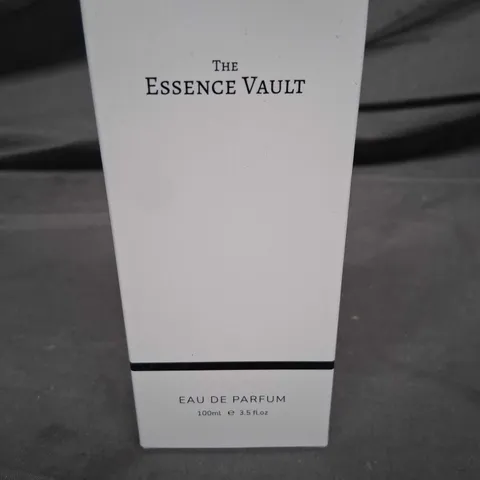 The
Essence Vault
EAU DE PARFUM
100ml ℮ 3.5 fl.oz